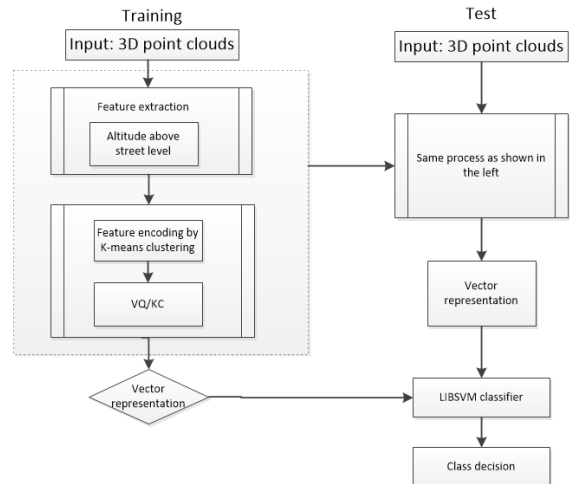 Training
Input: 3D point clouds
Feature extraction
Altitude above
street level
Feature encoding by
K-means clustering
VQ/KC
Vector
representation
Test
Input: 3D point clouds
Same process as shown in
the left
Vector
representation
LIBSVM classifier
Class decision